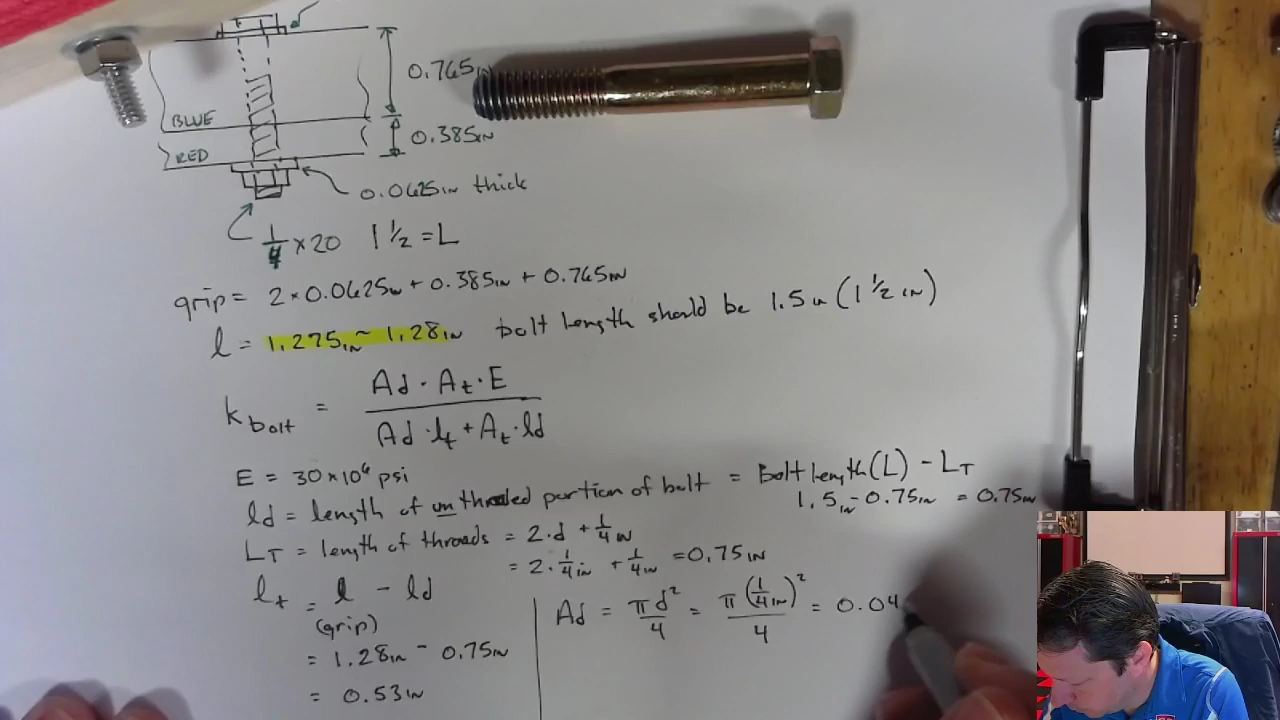 0.765in
BLUE
0.385in
RED
0.0625in thick
1/4 × 20 1 1/2 = L
grip = 2 × 0.0625in + 0.385in + 0.765in
l = 1.275in ~ 1.28in bolt length should be 1.5in (1 1/2 in)
k bolt = Ad · At · E / Ad · lt + At · ld
E = 30×10⁶ psi
ld = length of unthreaded portion of bolt = Bolt length (L) - LT
1.5in - 0.75in = 0.75in
LT = length of threads = 2·d + 1/4 in
= 2 · 1/4 in + 1/4 in = 0.75in
lt = l - ld
(grip)
= 1.28in - 0.75in
= 0.53in
Ad = πd²/4 = π(1/4 in)²/4 = 0.04